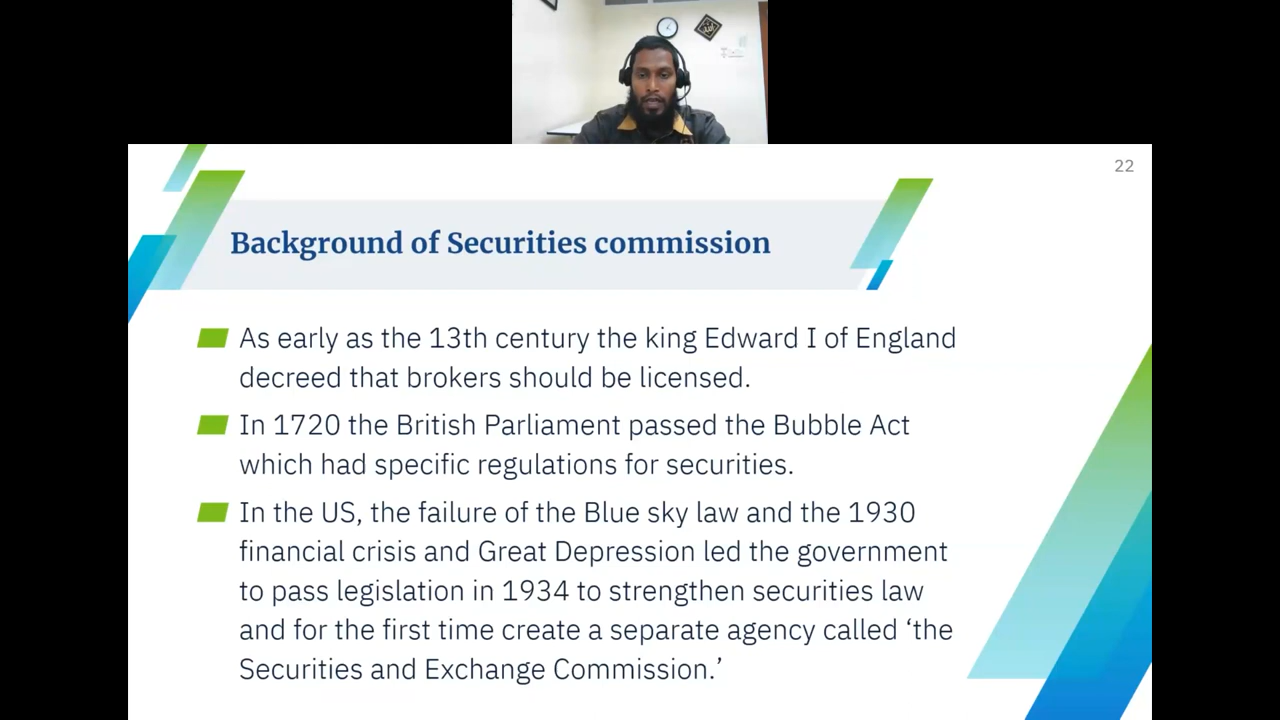 22
Background of Securities commission
As early as the 13th century the king Edward I of England
decreed that brokers should be licensed.
In 1720 the British Parliament passed the Bubble Act
which had specific regulations for securities.
In the US, the failure of the Blue sky law and the 1930
financial crisis and Great Depression led the government
to pass legislation in 1934 to strengthen securities law
and for the first time create a separate agency called ‘the
Securities and Exchange Commission.’